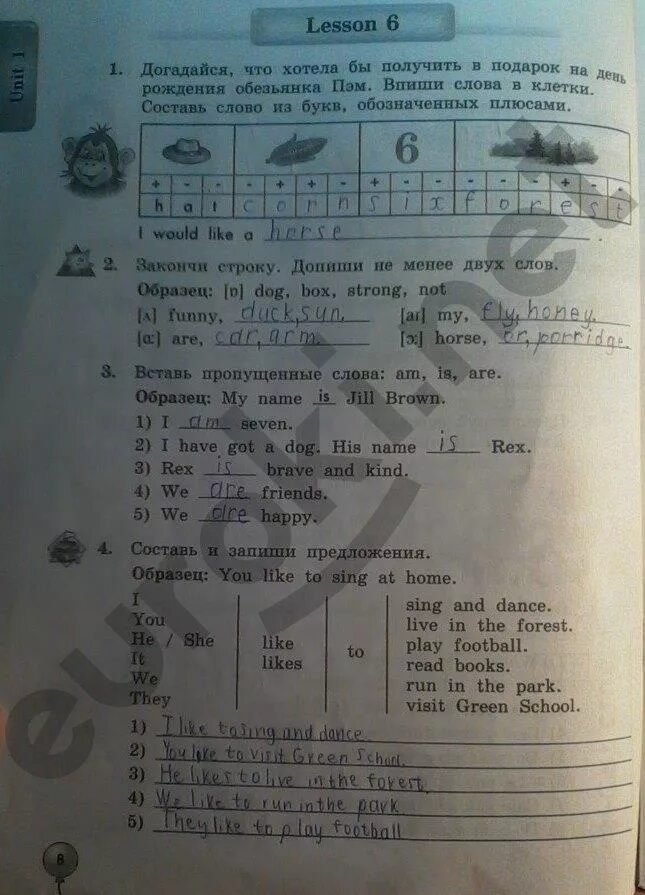 Lesson 6
Unit 1
1. Догадайся, что хотела бы получить в подарок на день
рождения обезьянка Пэм. Впиши слова в клетки.
Составь слово из букв, обозначенных плюсами.
6
+ - - - + + - + - - - - - + - -
h a t c o r n s i x f o r e s t
I would like a horse.
2. Закончи строку. Допиши не менее двух слов.
Образец: [ɒ] dog, box, strong, not
[ʌ] funny, duck, sun. [aɪ] my, fly, honey.
[ɑ:] are, car, arm. [ɔ:] horse, or, porridge.
3. Вставь пропущенные слова: am, is, are.
Образец: My name is Jill Brown.
1) I am seven.
2) I have got a dog. His name is Rex.
3) Rex is brave and kind.
4) We are friends.
5) We are happy.
4. Составь и запиши предложения.
Образец: You like to sing at home.
I
You
He / She
It
We
They
like
likes
to
sing and dance.
live in the forest.
play football.
read books.
run in the park.
visit Green School.
1) I like to sing and dance
2) You like to visit Green School.
3) He likes to live in the forest.
4) We like to run in the park
5) They like to play football
8
euroki.net